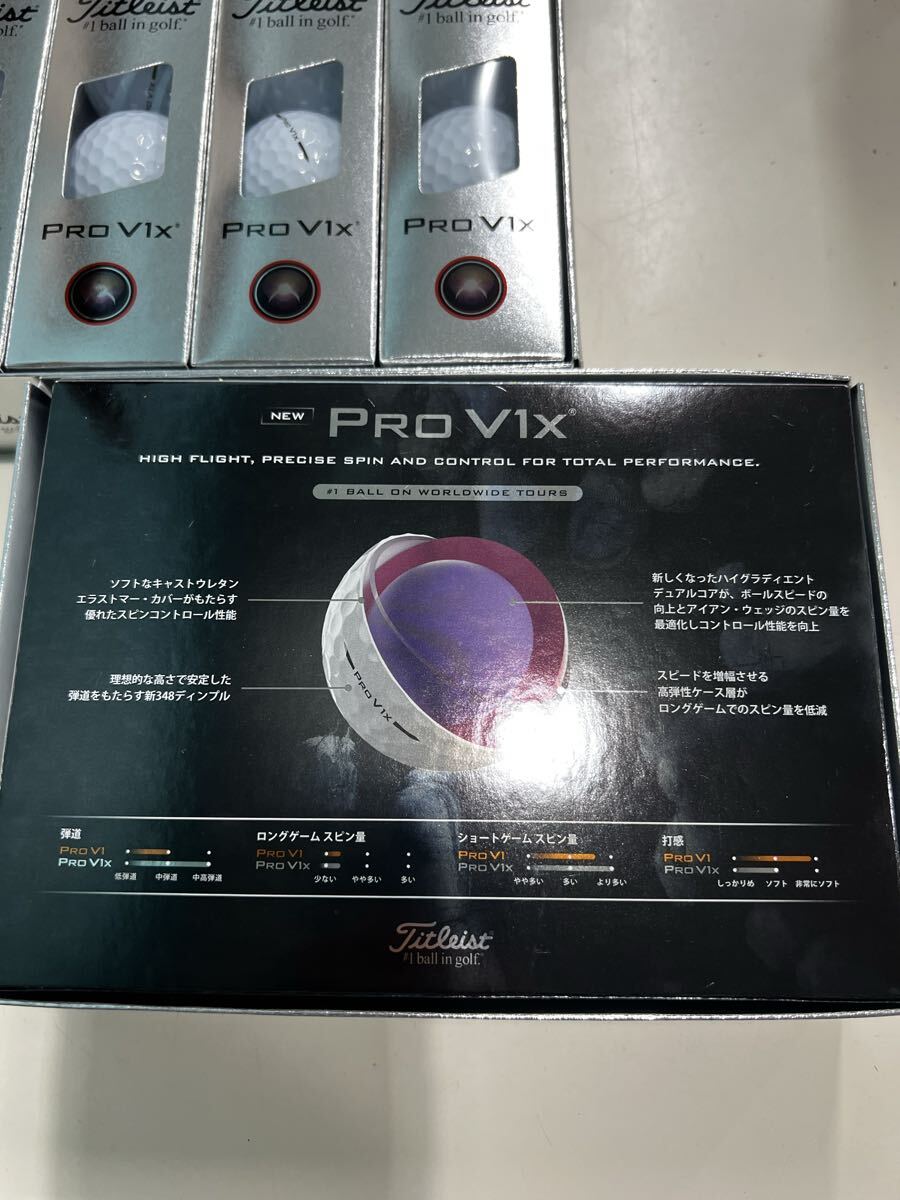 Titleist
#1 ball in golf.
Titleist
#1 ball in golf.
Titleist
#1 ball in golf.
PRO V1x
PRO V1x
PRO V1x®
PRO V1x®
PRO V1x®
NEW
PRO V1x®
HIGH FLIGHT, PRECISE SPIN AND CONTROL FOR TOTAL PERFORMANCE.
#1 BALL ON WORLDWIDE TOURS
ソフトなキャストウレタン
エラストマー・カバーがもたらす
優れたスピンコントロール性能
理想的な高さで安定した
弾道をもたらす新348ディンプル
新しくなったハイグラディエント
デュアルコアが、ボールスピードの
向上とアイアン・ウェッジのスピン量を
最適化しコントロール性能を向上
スピードを増幅させる
高弾性ケース層が
ロングゲームでのスピン量を低減
PRO V1x
弾道
PRO V1
PRO V1x
低弾道 中弾道 中高弾道
ロングゲーム スピン量
PRO V1
PRO V1x
少ない やや多い 多い
ショートゲーム スピン量
PRO V1
PRO V1x
やや多い 多い より多い
打感
PRO V1
PRO V1x
しっかりめ ソフト 非常にソフト
Titleist®
#1 ball in golf.™